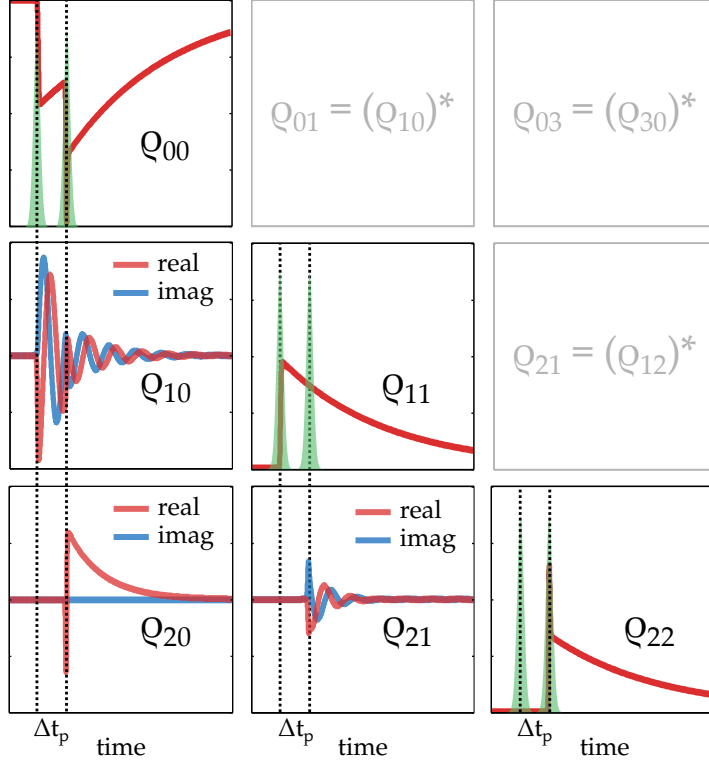 ϱ₀₀
ϱ₀₁ = (ϱ₁₀)*
ϱ₀₃ = (ϱ₃₀)*
real
imag
ϱ₁₀
ϱ₁₁
ϱ₂₁ = (ϱ₁₂)*
real
imag
ϱ₂₀
real
imag
ϱ₂₁
ϱ₂₂
Δtₚ
time
Δtₚ
time
Δtₚ
time